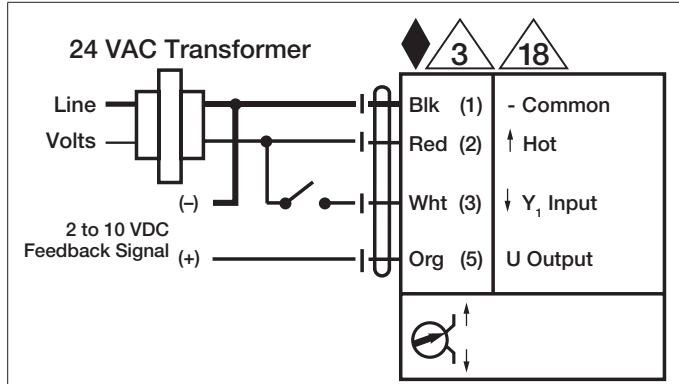 24 VAC Transformer
3 18
Line
Volts
Blk (1) - Common
Red (2) Hot
(–)
Wht (3) Y1 Input
2 to 10 VDC
Feedback Signal (+)
Org (5) U Output